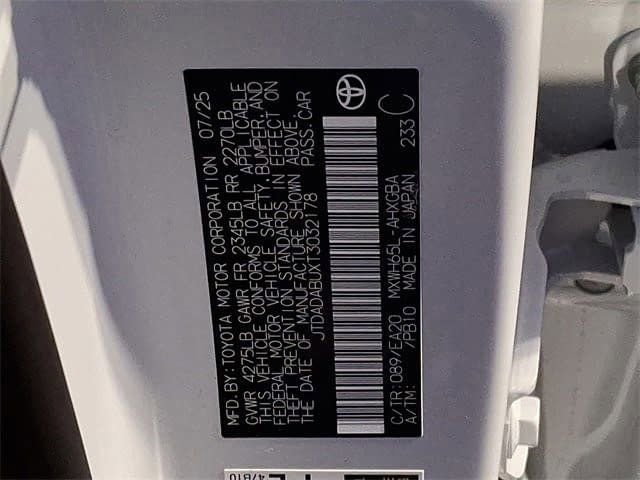 MFD.BY:TOYOTA MOTOR CORPORATION 07/25
GVWR 4275LB GAWR FR 2345LB RR 2270LB
THIS VEHICLE CONFORMS TO ALL APPLICABLE
FEDERAL MOTOR VEHICLE SAFETY, BUMPER, AND
THEFT PREVENTION STANDARDS IN EFFECT ON
THE DATE OF MANUFACTURE SHOWN ABOVE.
JTDADABUXT3032178 PASS.CAR
C/TR:089/EA20 MXWH65L-AHXGBA
A/TM: /PB10 MADE IN JAPAN 233 C
47B10